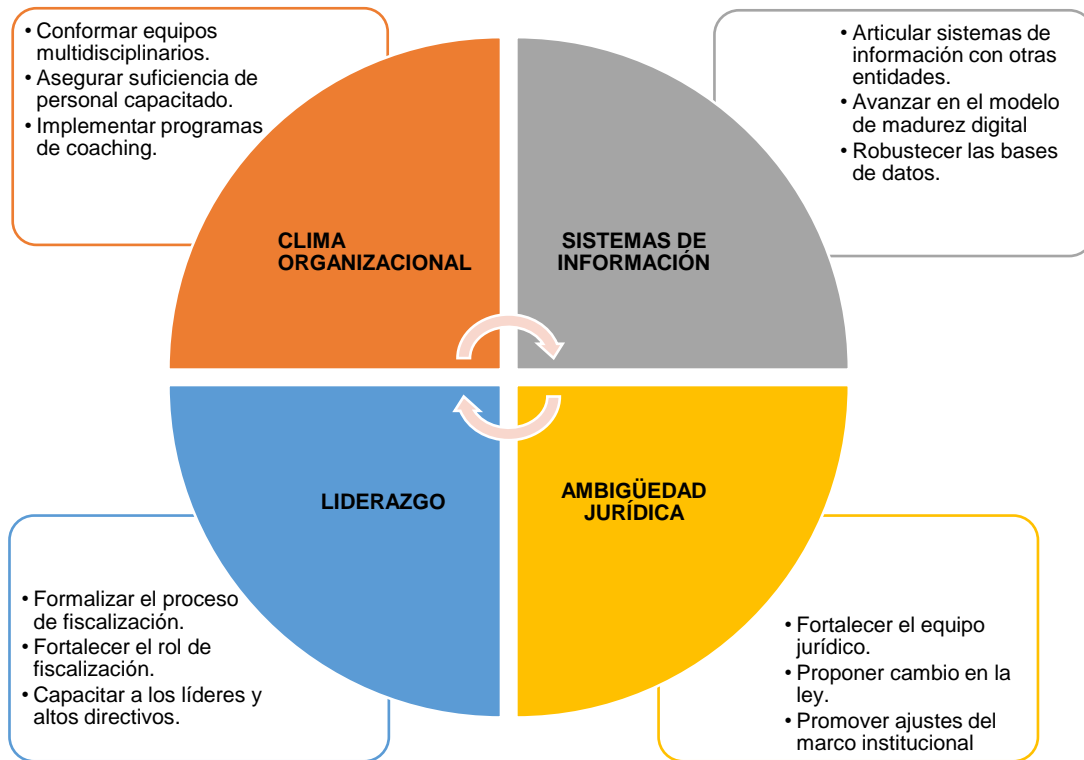 • Conformar equipos
multidisciplinarios.
• Asegurar suficiencia de
personal capacitado.
• Implementar programas
de coaching.
• Articular sistemas de
información con otras
entidades.
• Avanzar en el modelo
de madurez digital
• Robustecer las bases
de datos.
CLIMA
ORGANIZACIONAL
SISTEMAS DE
INFORMACIÓN
LIDERAZGO
AMBIGÜEDAD
JURÍDICA
• Formalizar el proceso
de fiscalización.
• Fortalecer el rol de
fiscalización.
• Capacitar a los líderes y
altos directivos.
• Fortalecer el equipo
jurídico.
• Proponer cambio en la
ley.
• Promover ajustes del
marco institucional